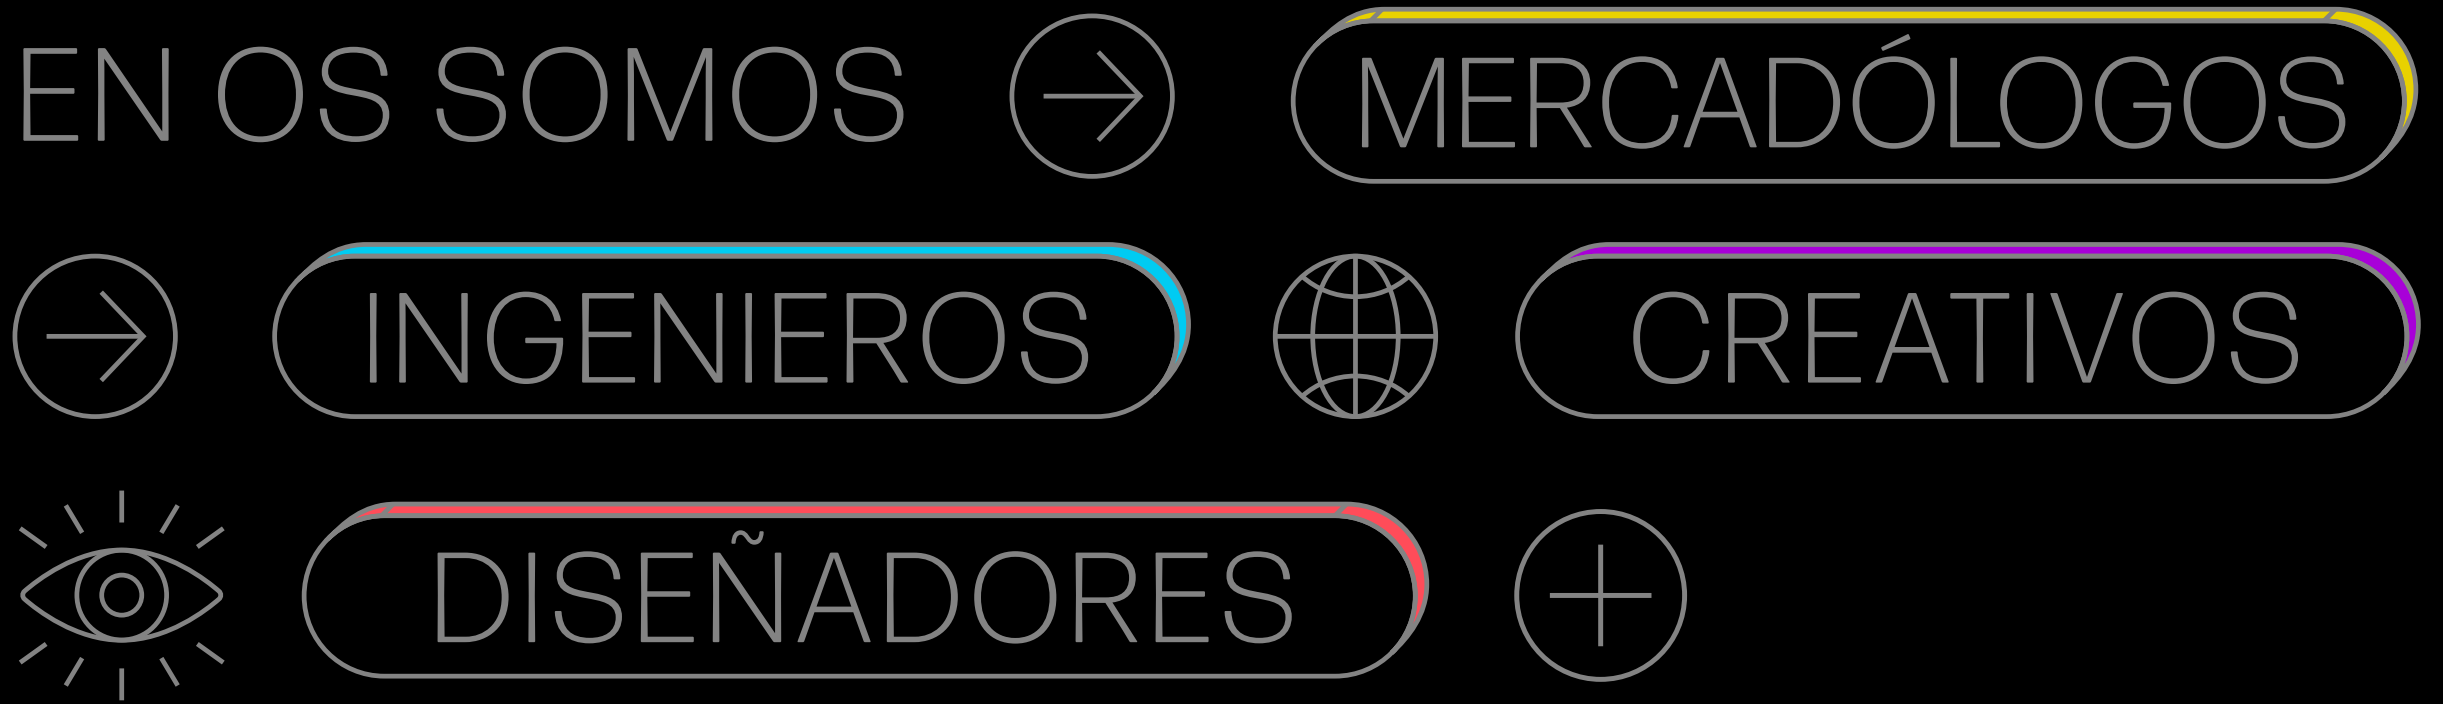 EN OS SOMOS MERCADÓLOGOS
INGENIEROS CREATIVOS
DISEÑADORES